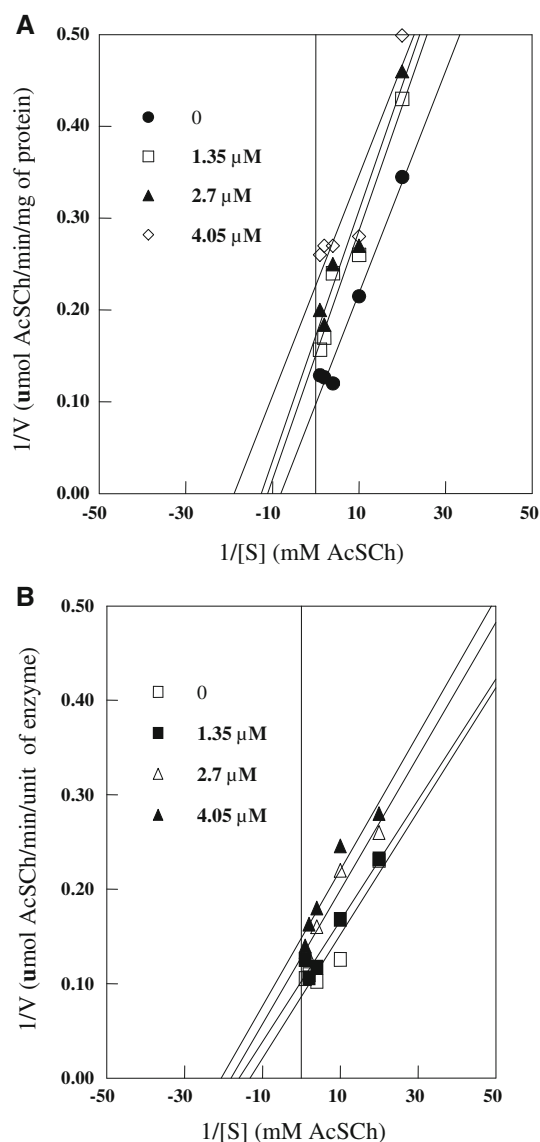 A
1/V (umol AcSCh/min/mg of protein)
0.50
0.40
0.30
0.20
0.10
0.00
0
1.35 µM
2.7 µM
4.05 µM
-50 -30 -10 10 30 50
1/[S] (mM AcSCh)
B
1/V (umol AcSCh/min/unit of enzyme)
0.50
0.40
0.30
0.20
0.10
0.00
0
1.35 µM
2.7 µM
4.05 µM
-50 -30 -10 10 30 50
1/[S] (mM AcSCh)